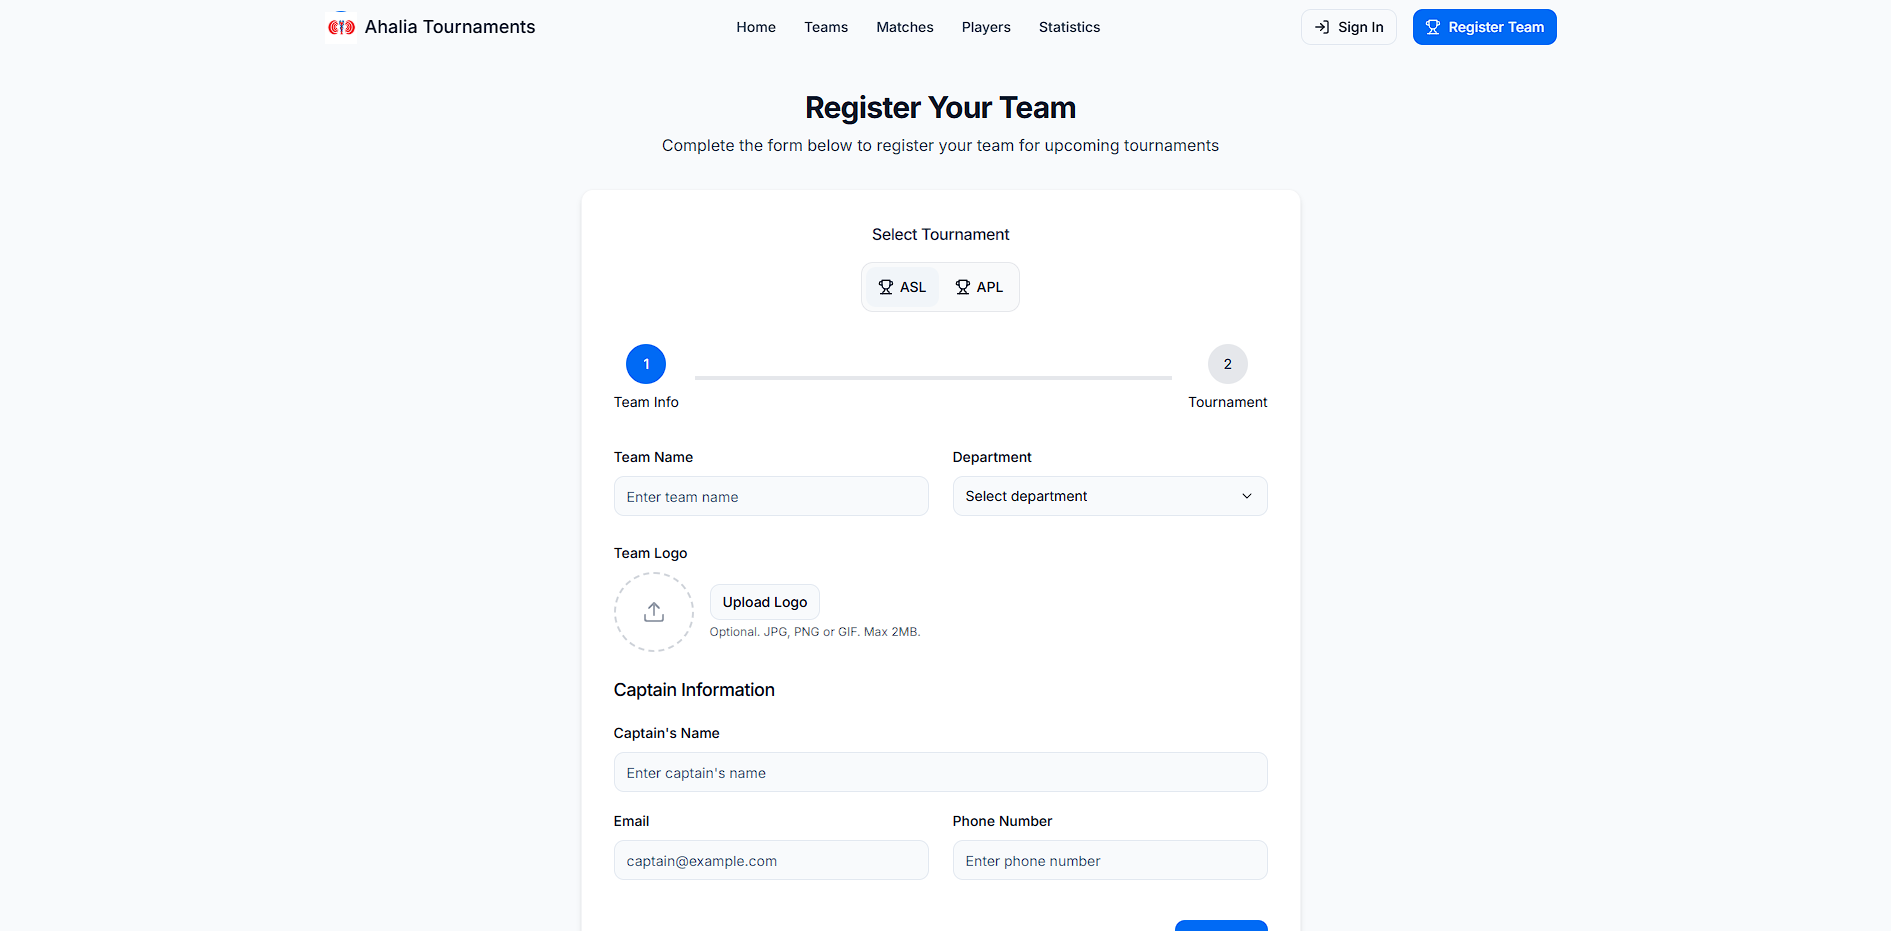 Ahalia Tournaments
Home Teams Matches Players Statistics
Sign In
Register Team
Register Your Team
Complete the form below to register your team for upcoming tournaments
Select Tournament
ASL APL
1 2
Team Info Tournament
Team Name Department
Enter team name Select department
Team Logo
Upload Logo
Optional. JPG, PNG or GIF. Max 2MB.
Captain Information
Captain's Name
Enter captain's name
Email Phone Number
captain@example.com Enter phone number